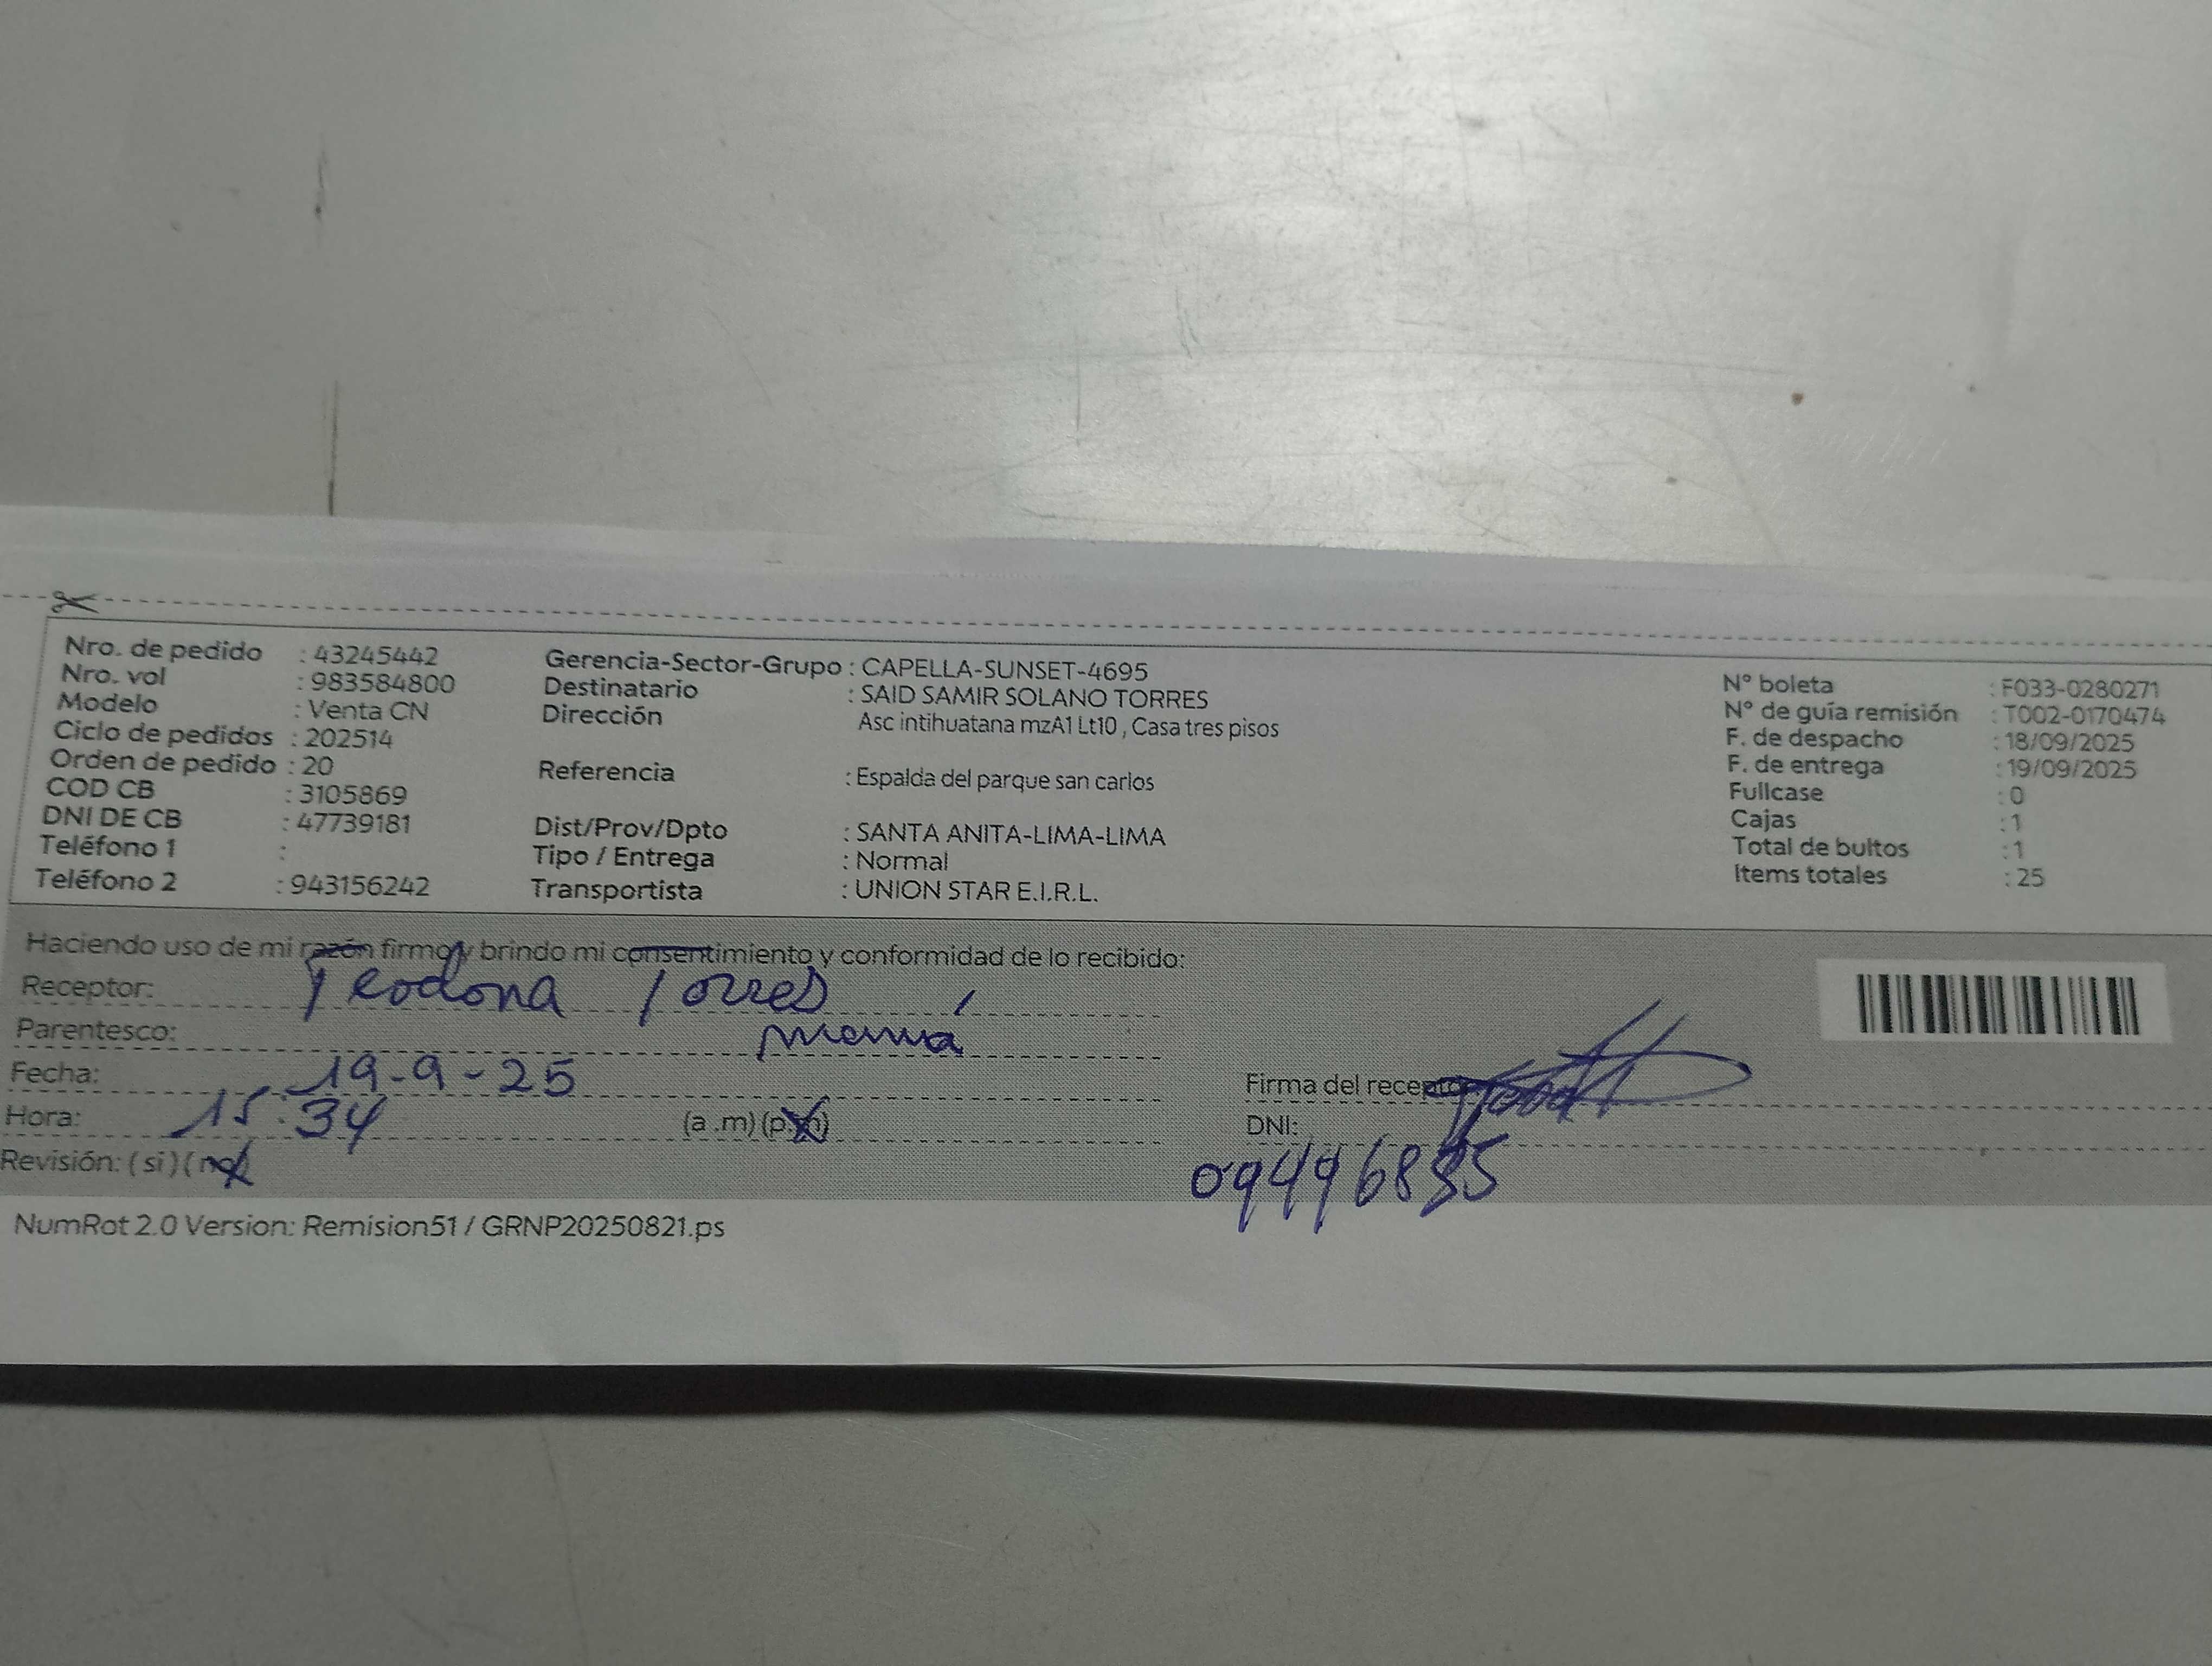 Nro. de pedido : 43245442
Nro. vol : 983584800
Modelo : Venta CN
Ciclo de pedidos : 202514
Orden de pedido : 20
COD CB : 3105869
DNI DE CB : 47739181
Teléfono 1 :
Teléfono 2 : 943156242
Gerencia-Sector-Grupo : CAPELLA-SUNSET-4695
Destinatario : SAID SAMIR SOLANO TORRES
Dirección Asc intihuatana mzA1 Lt10 , Casa tres pisos
Referencia : Espalda del parque san carlos
Dist/Prov/Dpto : SANTA ANITA-LIMA-LIMA
Tipo / Entrega : Normal
Transportista : UNION STAR E.I.R.L.
N° boleta : F033-0280271
N° de guía remisión : T002-0170474
F. de despacho : 18/09/2025
F. de entrega : 19/09/2025
Fullcase : 0
Cajas : 1
Total de bultos : 1
Items totales : 25
Haciendo uso de mi razón firmo y brindo mi consentimiento y conformidad de lo recibido:
Receptor: Teodora Torres
Parentesco: mamá
Fecha: 19-9-25
Hora: 15:34 (a .m) (p.m)
Revisión: ( si ) ( no)
Firma del receptor
DNI:
NumRot 2.0 Version: Remision51 / GRNP20250821.ps